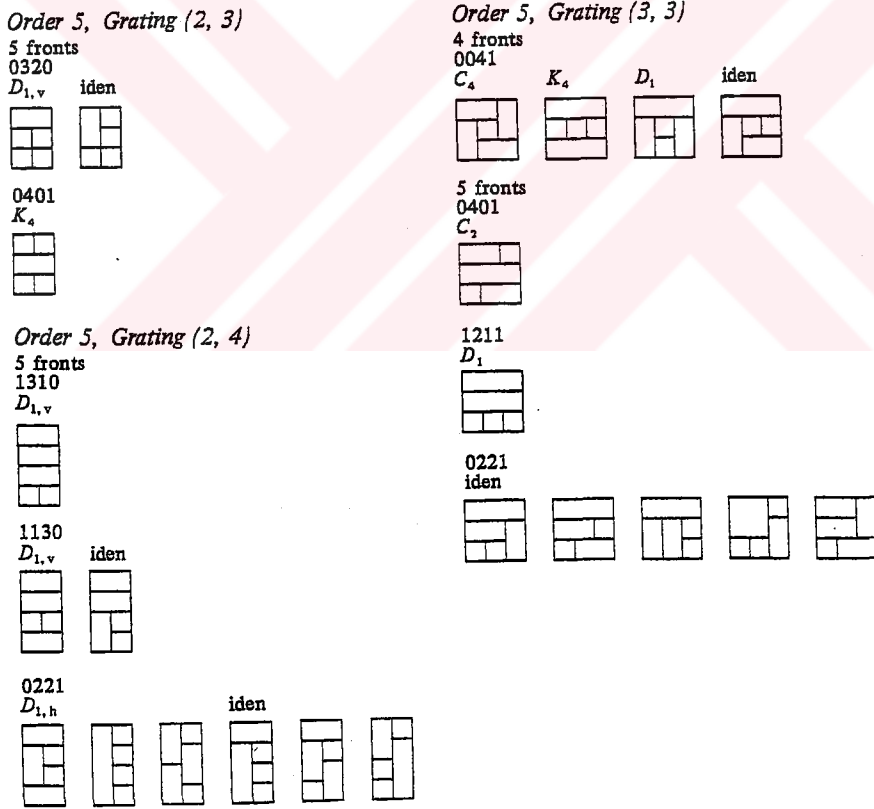 Order 5, Grating (2, 3)
5 fronts
0320
D1,v iden
0401
K4
Order 5, Grating (2, 4)
5 fronts
1310
D1,v
1130
D1,v iden
0221
D1,h iden
Order 5, Grating (3, 3)
4 fronts
0041
C4 K4 D1 iden
5 fronts
0401
C2
1211
D1
0221
iden